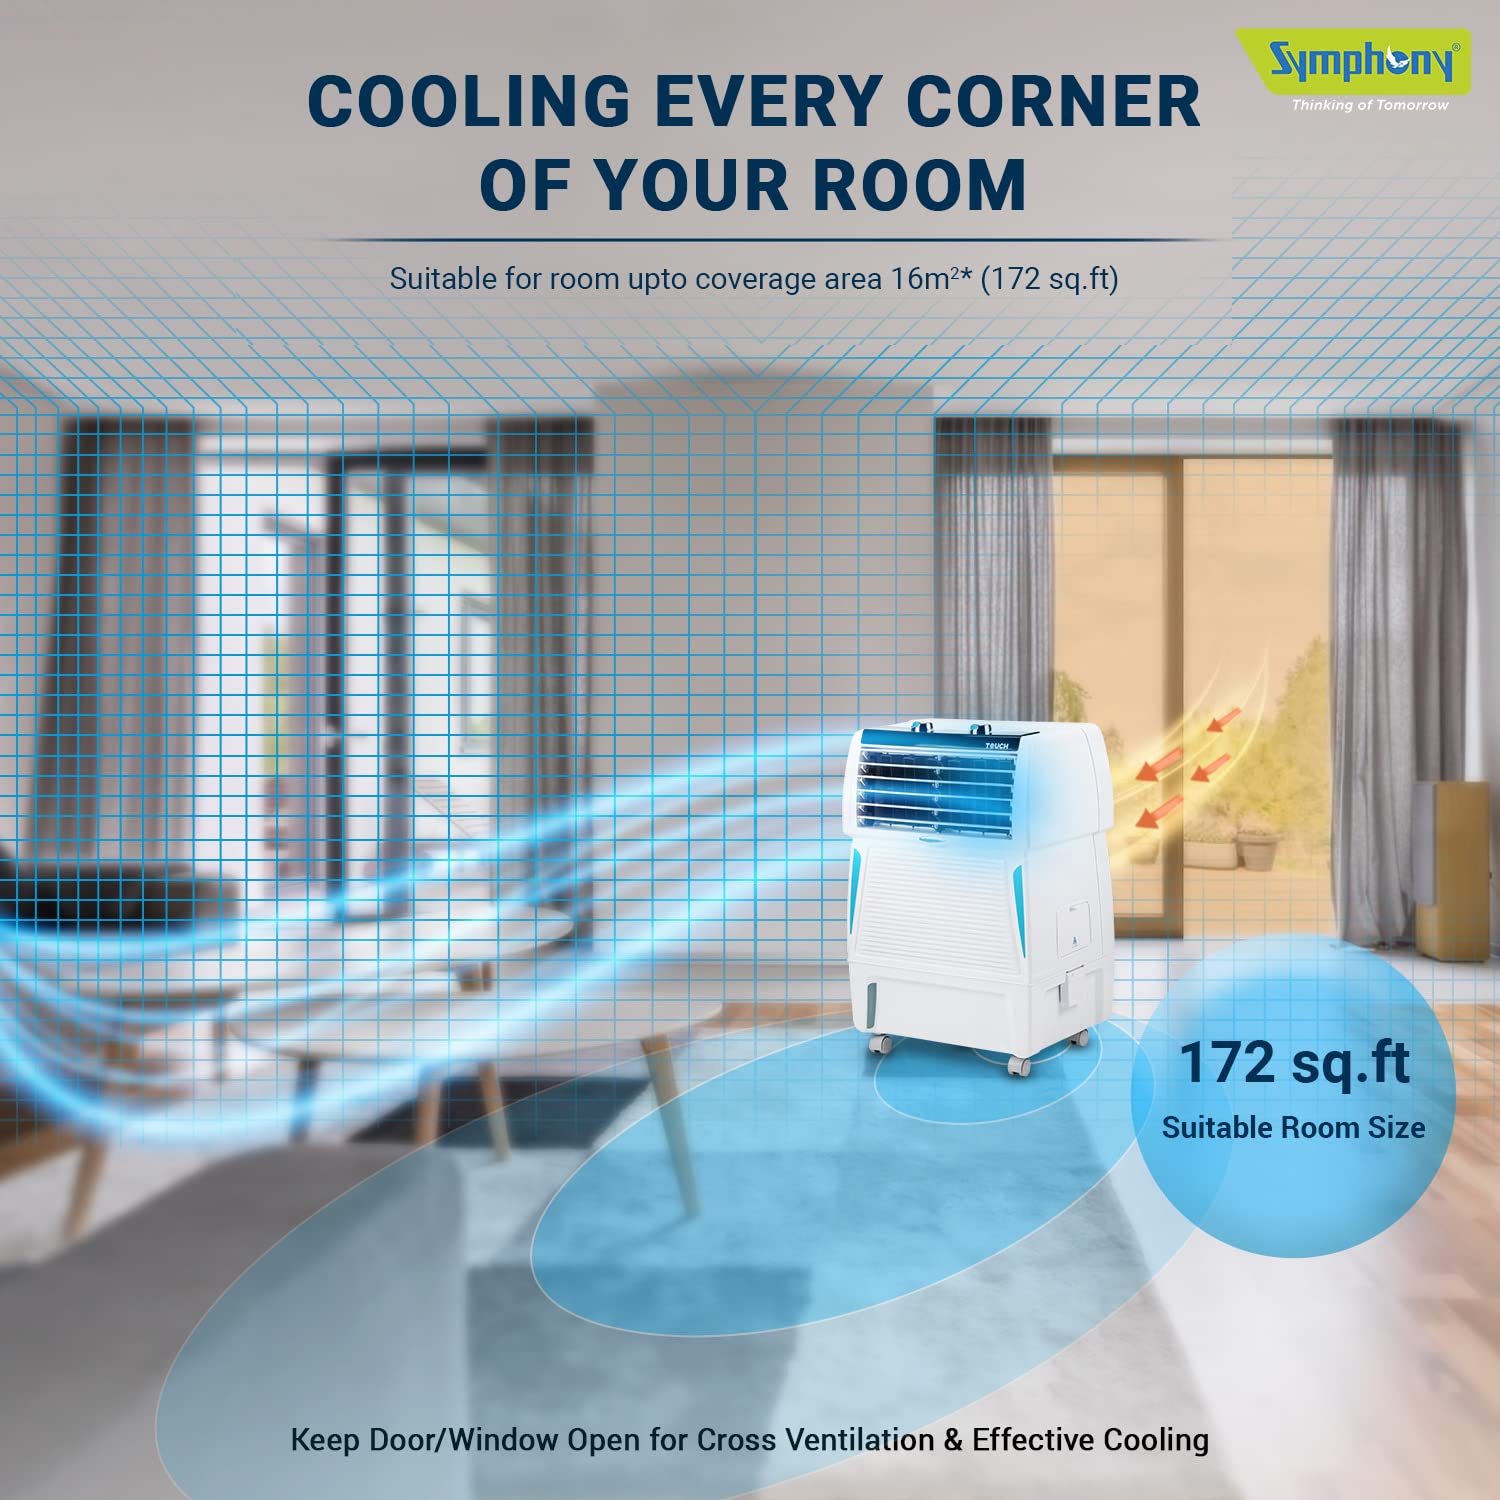 Symphony®
Thinking of Tomorrow
COOLING EVERY CORNER
OF YOUR ROOM
Suitable for room upto coverage area 16m²* (172 sq.ft)
TOUCH
172 sq.ft
Suitable Room Size
Keep Door/Window Open for Cross Ventilation & Effective Cooling